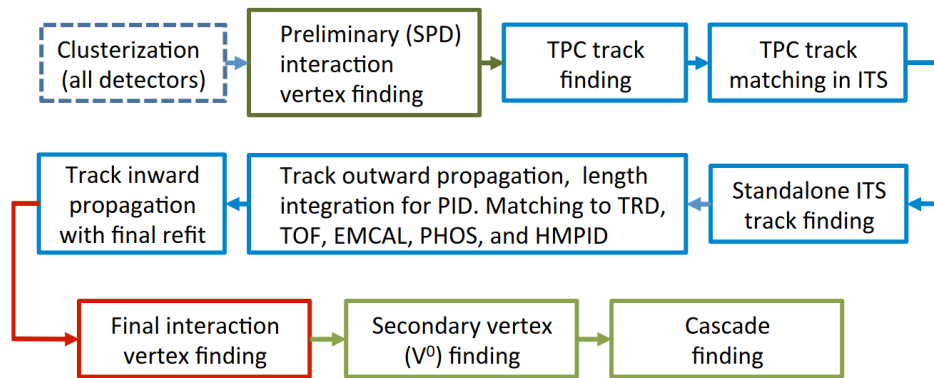 Clusterization
(all detectors)
Preliminary (SPD)
interaction
vertex finding
TPC track
finding
TPC track
matching in ITS
Track inward
propagation
with final refit
Track outward propagation, length
integration for PID. Matching to TRD,
TOF, EMCAL, PHOS, and HMPID
Standalone ITS
track finding
Final interaction
vertex finding
Secondary vertex
(V⁰) finding
Cascade
finding